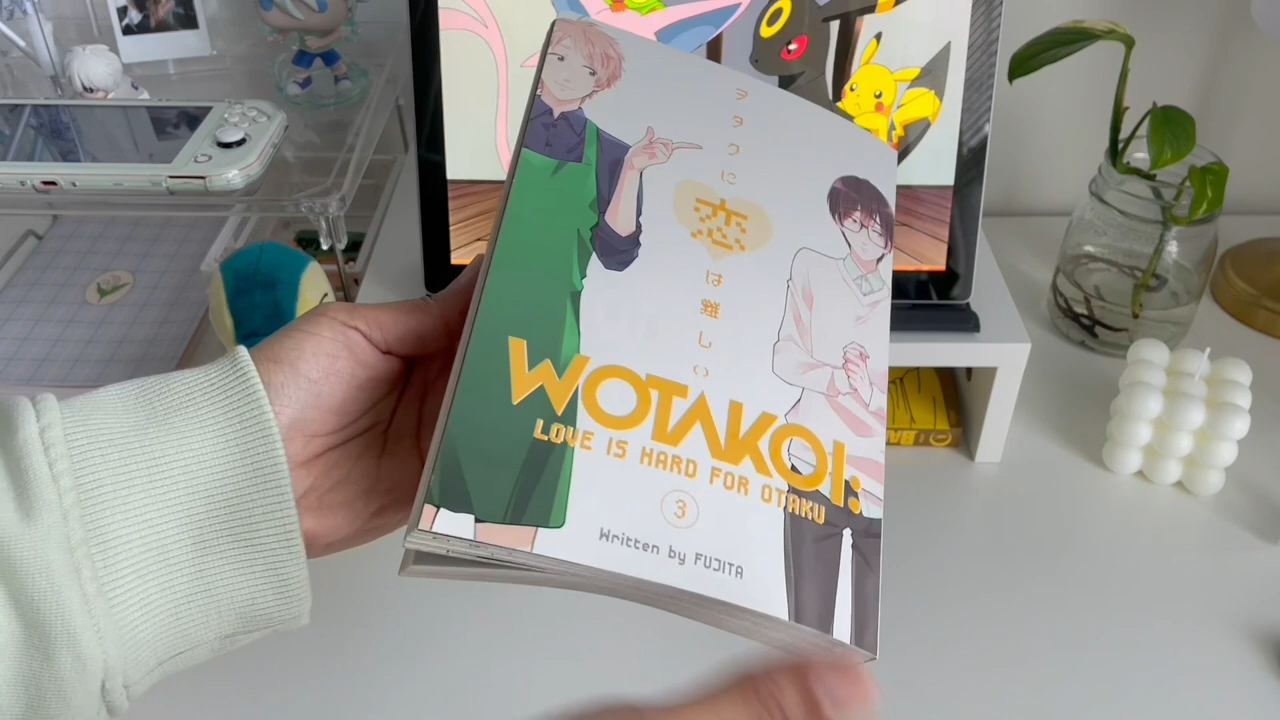 ヲタクに
恋
は難しい
WOTAKOI:
LOVE IS HARD FOR OTAKU
3
Written by FUJITA